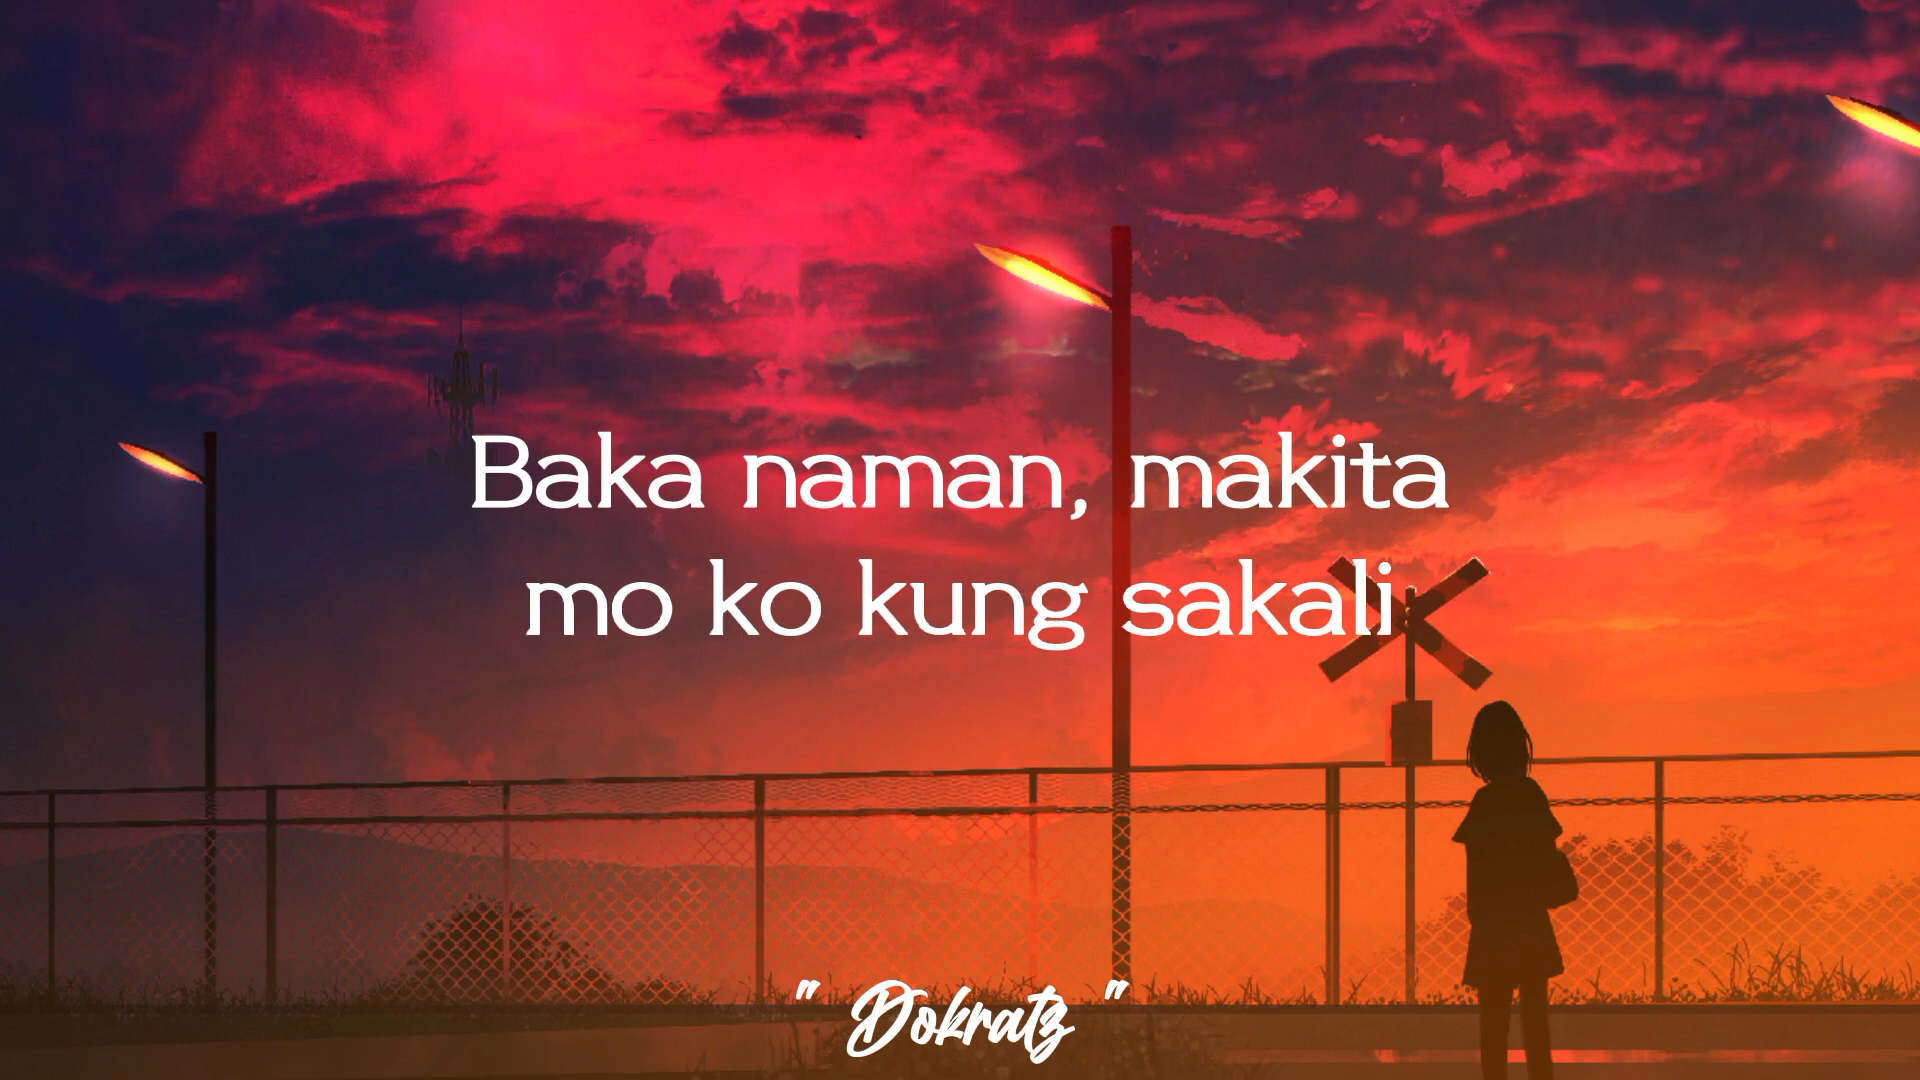 Baka naman, makita
mo ko kung sakali
" Dokratz "